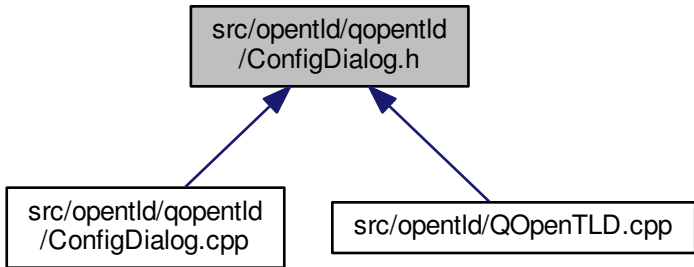 src/opentld/qopentld
/ConfigDialog.h
src/opentld/qopentld
/ConfigDialog.cpp
src/opentld/QOpenTLD.cpp